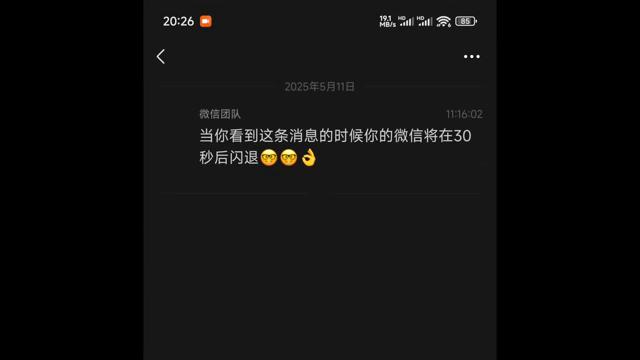 20:26
19.1 MB/s HD HD 85
2025年5月11日
微信团队 11:16:02
当你看到这条消息的时候你的微信将在30
秒后闪退🤓🤓👌